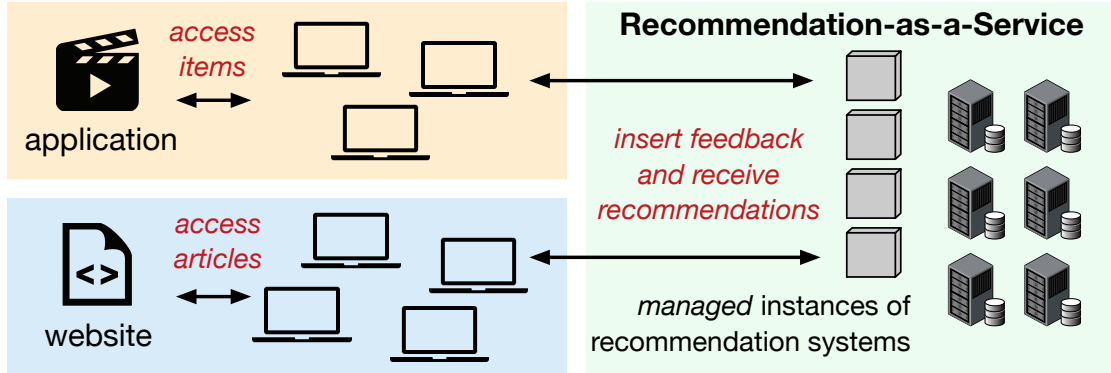 access
items
application
access
articles
< >
website
Recommendation-as-a-Service
insert feedback
and receive
recommendations
managed instances of
recommendation systems